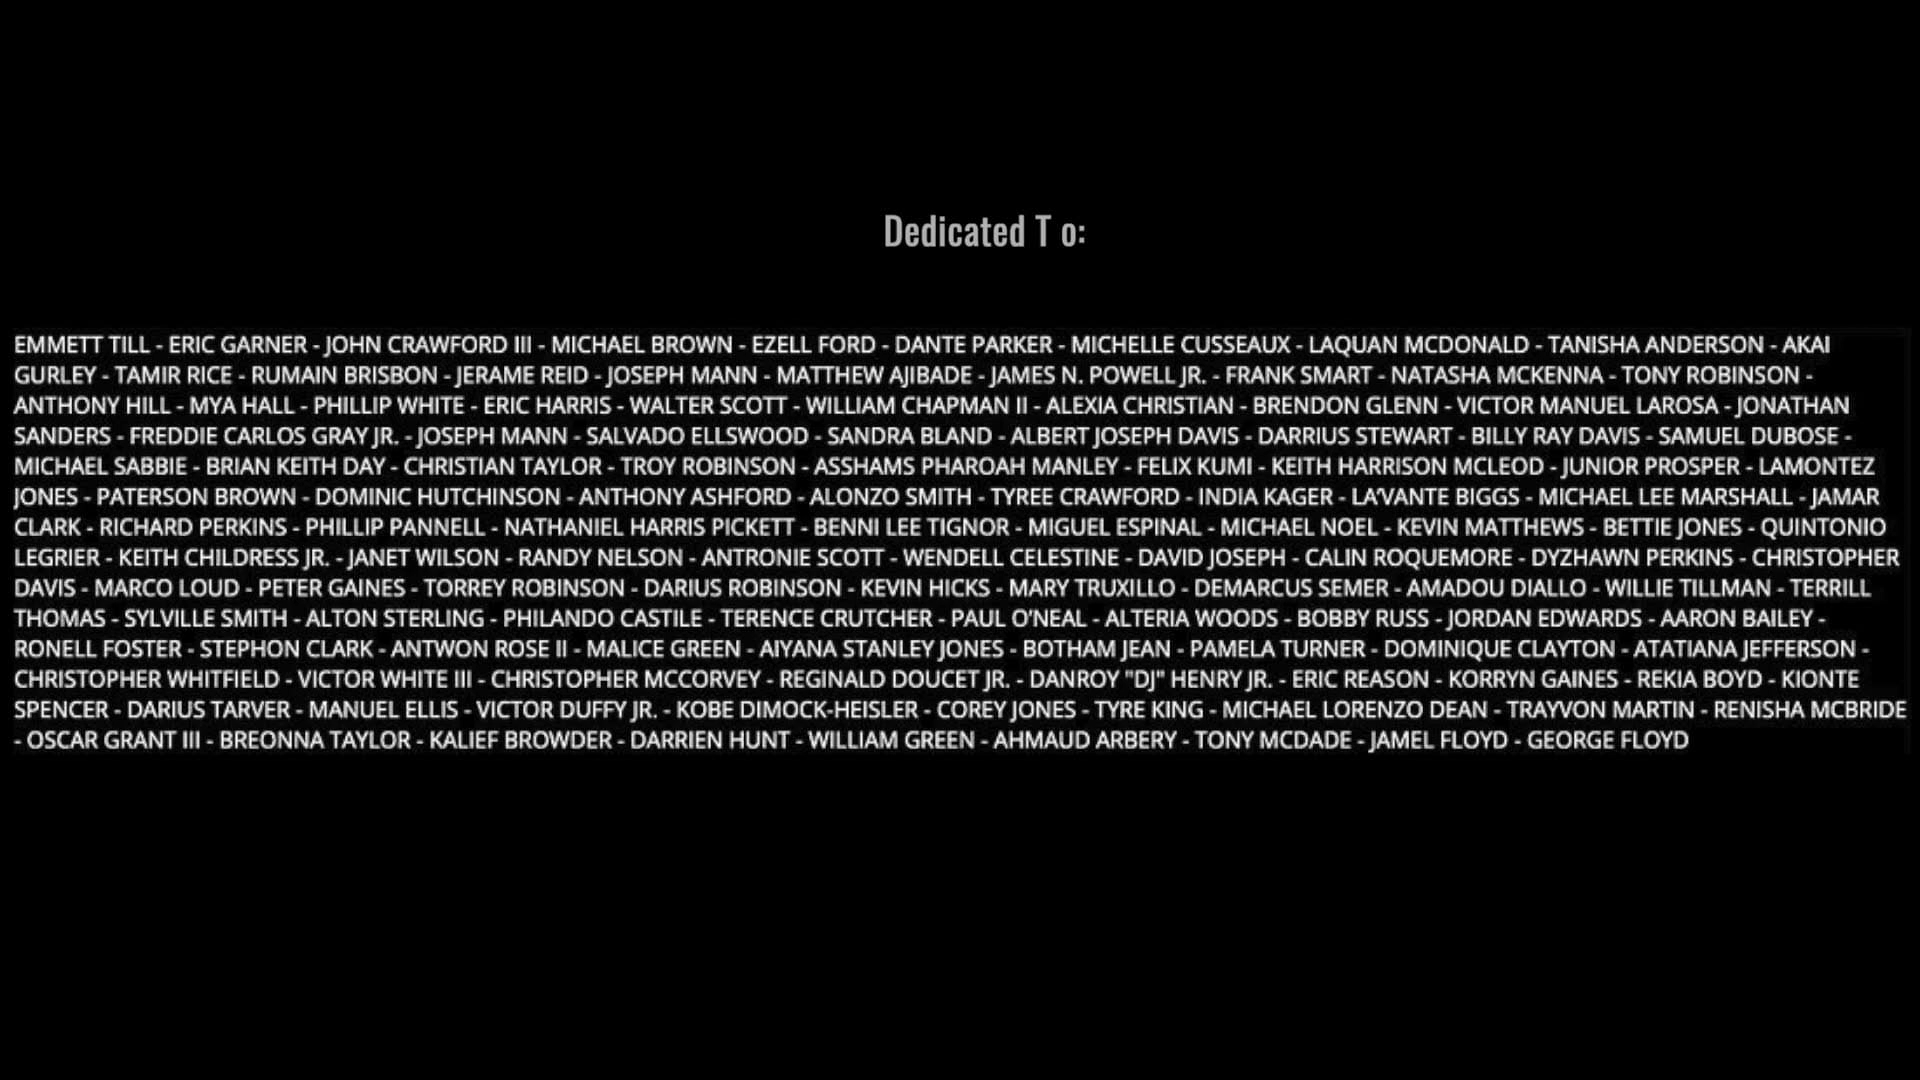 Dedicated T o:
EMMETT TILL - ERIC GARNER - JOHN CRAWFORD III - MICHAEL BROWN - EZELL FORD - DANTE PARKER - MICHELLE CUSSEAUX - LAQUAN MCDONALD - TANISHA ANDERSON - AKAI
GURLEY - TAMIR RICE - RUMAIN BRISBON - JERAME REID - JOSEPH MANN - MATTHEW AJIBADE - JAMES N. POWELL JR. - FRANK SMART - NATASHA MCKENNA - TONY ROBINSON -
ANTHONY HILL - MYA HALL - PHILLIP WHITE - ERIC HARRIS - WALTER SCOTT - WILLIAM CHAPMAN II - ALEXIA CHRISTIAN - BRENDON GLENN - VICTOR MANUEL LAROSA - JONATHAN
SANDERS - FREDDIE CARLOS GRAY JR. - JOSEPH MANN - SALVADO ELLSWOOD - SANDRA BLAND - ALBERT JOSEPH DAVIS - DARRIUS STEWART - BILLY RAY DAVIS - SAMUEL DUBOSE -
MICHAEL SABBIE - BRIAN KEITH DAY - CHRISTIAN TAYLOR - TROY ROBINSON - ASSHAMS PHAROAH MANLEY - FELIX KUMI - KEITH HARRISON MCLEOD - JUNIOR PROSPER - LAMONTEZ
JONES - PATERSON BROWN - DOMINIC HUTCHINSON - ANTHONY ASHFORD - ALONZO SMITH - TYREE CRAWFORD - INDIA KAGER - LA'VANTE BIGGS - MICHAEL LEE MARSHALL - JAMAR
CLARK - RICHARD PERKINS - PHILLIP PANNELL - NATHANIEL HARRIS PICKETT - BENNI LEE TIGNOR - MIGUEL ESPINAL - MICHAEL NOEL - KEVIN MATTHEWS - BETTIE JONES - QUINTONIO
LEGRIER - KEITH CHILDRESS JR. - JANET WILSON - RANDY NELSON - ANTRONIE SCOTT - WENDELL CELESTINE - DAVID JOSEPH - CALIN ROQUEMORE - DYZHAWN PERKINS - CHRISTOPHER
DAVIS - MARCO LOUD - PETER GAINES - TORREY ROBINSON - DARIUS ROBINSON - KEVIN HICKS - MARY TRUXILLO - DEMARCUS SEMER - AMADOU DIALLO - WILLIE TILLMAN - TERRILL
THOMAS - SYLVILLE SMITH - ALTON STERLING - PHILANDO CASTILE - TERENCE CRUTCHER - PAUL O'NEAL - ALTERIA WOODS - BOBBY RUSS - JORDAN EDWARDS - AARON BAILEY -
RONELL FOSTER - STEPHON CLARK - ANTWON ROSE II - MALICE GREEN - AIYANA STANLEY JONES - BOTHAM JEAN - PAMELA TURNER - DOMINIQUE CLAYTON - ATATIANA JEFFERSON -
CHRISTOPHER WHITFIELD - VICTOR WHITE III - CHRISTOPHER MCCORVEY - REGINALD DOUCET JR. - DANROY "DJ" HENRY JR. - ERIC REASON - KORRYN GAINES - REKIA BOYD - KIONTE
SPENCER - DARIUS TARVER - MANUEL ELLIS - VICTOR DUFFY JR. - KOBE DIMOCK-HEISLER - COREY JONES - TYRE KING - MICHAEL LORENZO DEAN - TRAYVON MARTIN - RENISHA MCBRIDE
- OSCAR GRANT III - BREONNA TAYLOR - KALIEF BROWDER - DARRIEN HUNT - WILLIAM GREEN - AHMAUD ARBERY - TONY MCDADE - JAMEL FLOYD - GEORGE FLOYD